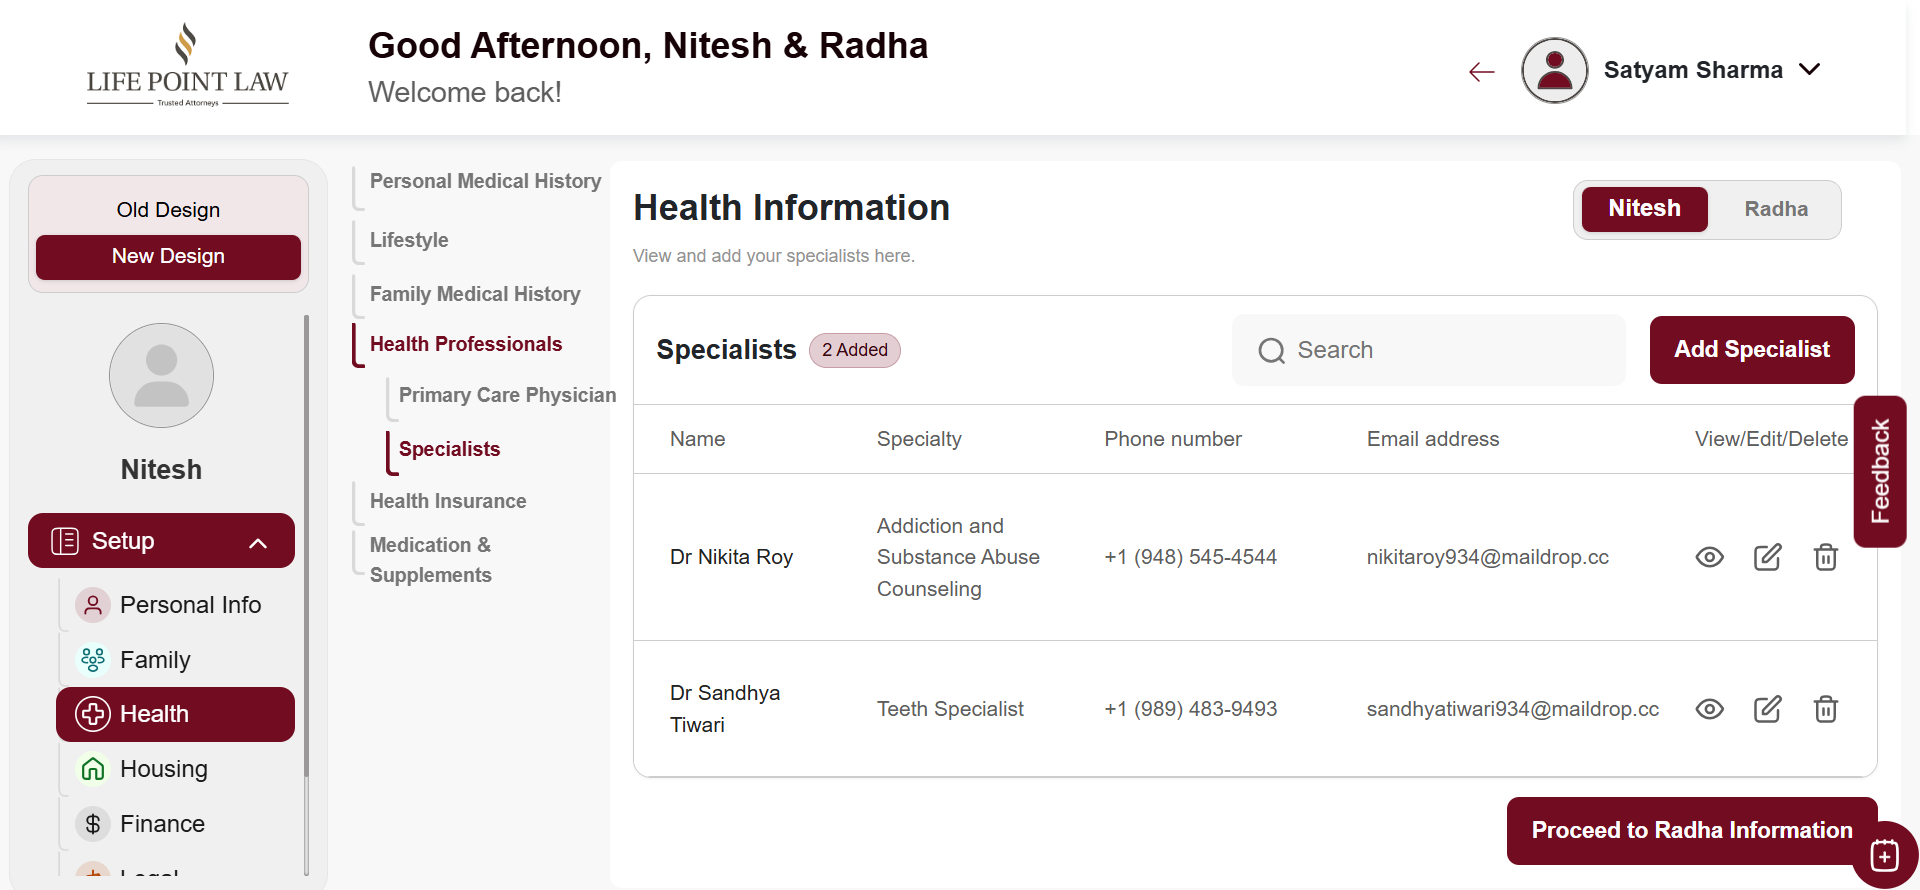 LIFE POINT LAW
Trusted Attorneys
Good Afternoon, Nitesh & Radha
Welcome back!
Satyam Sharma
Old Design
New Design
Nitesh
Setup
Personal Info
Family
Health
Housing
Finance
Legal
Personal Medical History
Lifestyle
Family Medical History
Health Professionals
Primary Care Physician
Specialists
Health Insurance
Medication &
Supplements
Health Information
View and add your specialists here.
Nitesh
Radha
Specialists
2 Added
Search
Add Specialist
Name
Specialty
Phone number
Email address
View/Edit/Delete
Dr Nikita Roy
Addiction and
Substance Abuse
Counseling
+1 (948) 545-4544
nikitaroy934@maildrop.cc
Dr Sandhya
Tiwari
Teeth Specialist
+1 (989) 483-9493
sandhyatiwari934@maildrop.cc
Feedback
Proceed to Radha Information